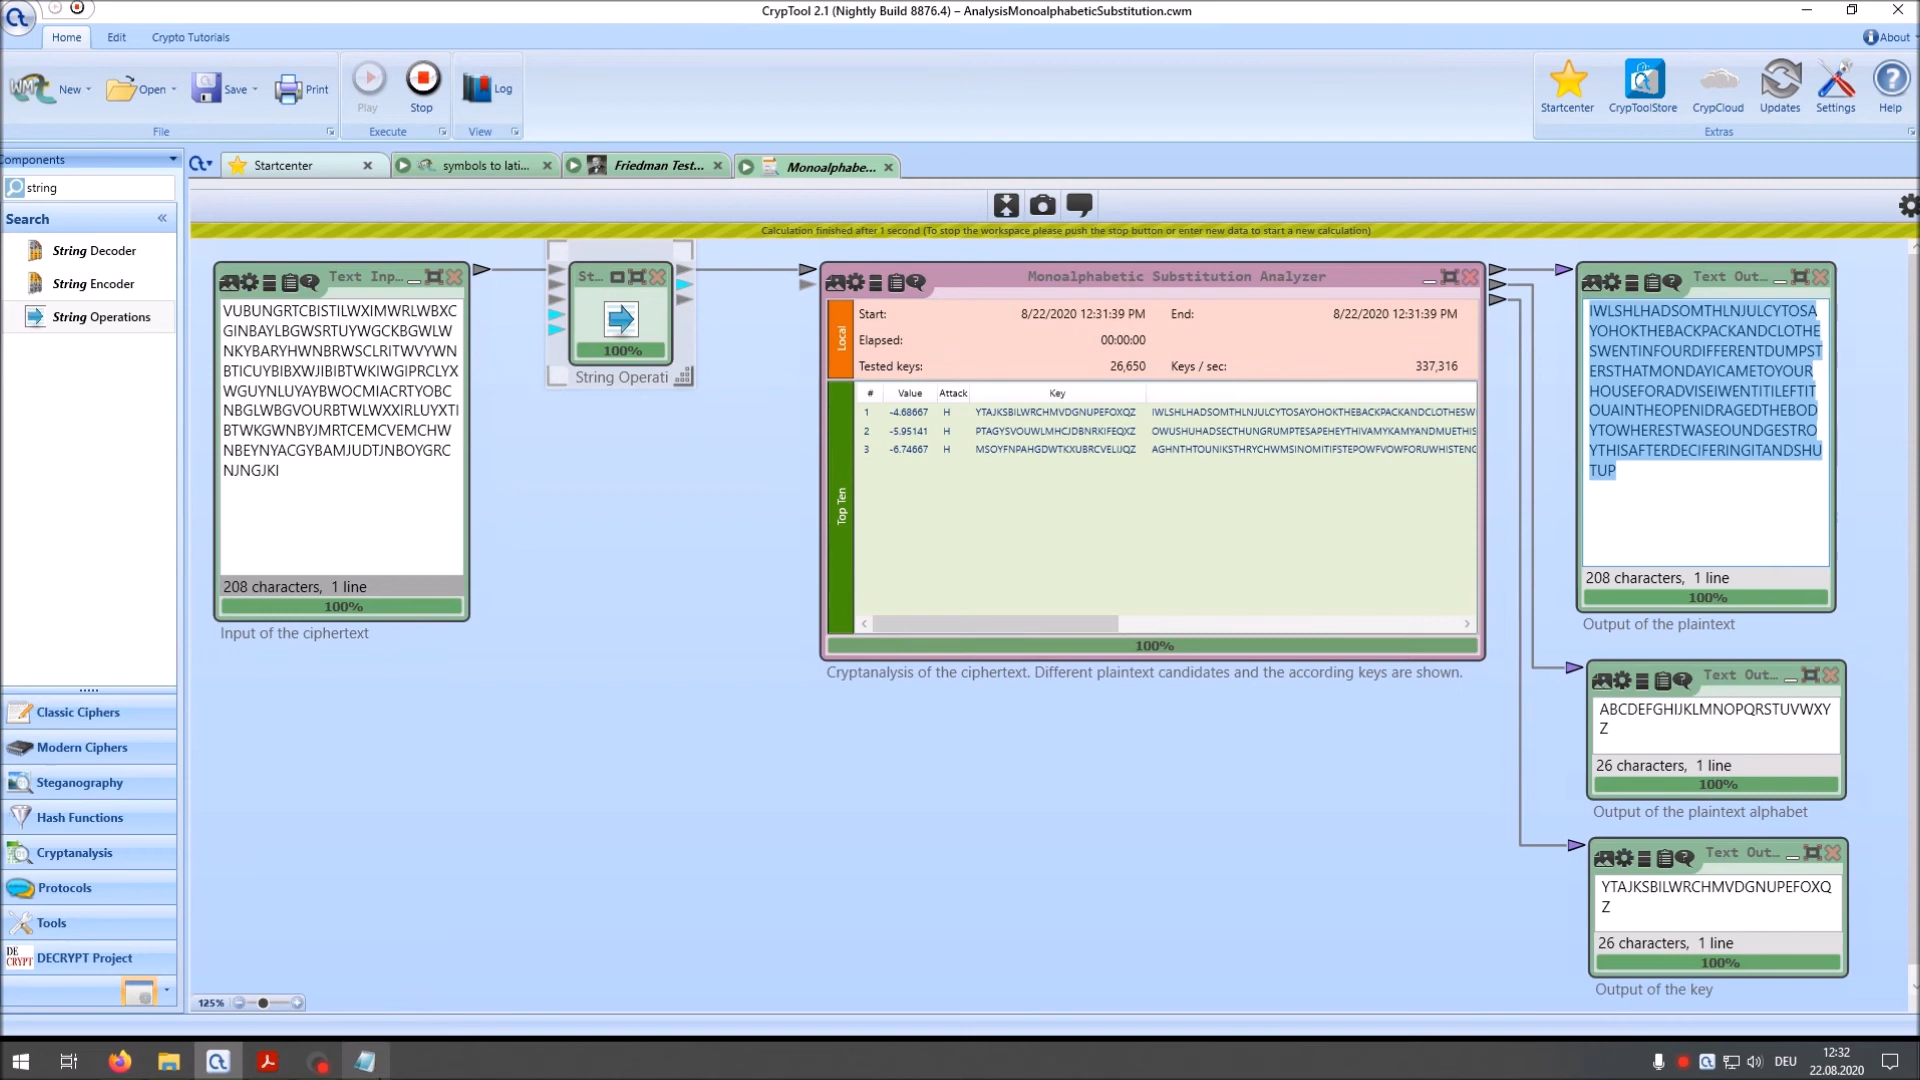 CrypTool 2.1 (Nightly Build 8876.4) – AnalysisMonoalphabeticSubstitution.cwm
Home Edit Crypto Tutorials
About
New Open Save Print
Play Stop
Log
File Execute View
Startcenter CrypToolStore CrypCloud Updates Settings Help
Extras
Components
Startcenter
symbols to lati...
Friedman Test...
Monoalphabe...
string
Search
String Decoder
String Encoder
String Operations
Classic Ciphers
Modern Ciphers
Steganography
Hash Functions
Cryptanalysis
Protocols
Tools
DECRYPT Project
Calculation finished after 1 second (To stop the workspace please push the stop button or enter new data to start a new calculation)
Text Inp...
VUBUNGRTCBISTILWXIMWRLWBXC
GINBAYLBGWSRTUYWGCKBGWLW
NKYBARYHWNBRWSCLRITWVYWN
BTICUYBIBXWJIBIBTWKIWGIPRCLYX
WGUYNLUYAYBWOCMIACRTYOBC
NBGLWBGVOURBTWLWXXIRLUYXTI
BTWKGWNBYJMRTCEMCVEMCHW
NBEYNYACGYBAMJUDTJNBOYGRC
NJNGJKI
208 characters, 1 line
100%
Input of the ciphertext
St...
100%
String Operati
Monoalphabetic Substitution Analyzer
Local
Start: 8/22/2020 12:31:39 PM End: 8/22/2020 12:31:39 PM
Elapsed: 00:00:00
Tested keys: 26,650 Keys / sec: 337,316
Top Ten
# Value Attack Key
1 -4.68667 H YTAJKSBILWRCHMVDGNUPEFOXQZ IWLSHLHADSOMTHLNJULCYTOSAYOHOKTHEBACKPACKANDCLOTHESW
2 -5.95141 H PTAGYSVOUWLMHCJDBNRKIFEQXZ OWUSHUHADSECTHUNGRUMPTESAPEHEYTHIVAMYKAMYANDMUETHIS
3 -6.74667 H MSOYFNPAHGDWTKXUBRCVELIJQZ AGHNTHTOUNIKSTHRYCHWMSINOMITIFSTEPOWFVOWFORUWHISTENC
100%
Cryptanalysis of the ciphertext. Different plaintext candidates and the according keys are shown.
Text Out...
IWLSHLHADSOMTHLNJULCYTOSA
YOHOKTHEBACKPACKANDCLOTHE
SWENTINFOURDIFFERENTDUMPST
ERSTHATMONDAYICAMETOYOUR
HOUSEFORADVISEIWENTITILEFTIT
OUAINTHEOPENIDRAGEDTHEBOD
YTOWHERESTWASEOUNDGESTRO
YTHISAFTERDECIFERINGITANDSHU
TUP
208 characters, 1 line
100%
Output of the plaintext
Text Out...
ABCDEFGHIJKLMNOPQRSTUVWXY
Z
26 characters, 1 line
100%
Output of the plaintext alphabet
Text Out...
YTAJKSBILWRCHMVDGNUPEFOXQ
Z
26 characters, 1 line
100%
Output of the key
125%
DEU
12:32
22.08.2020